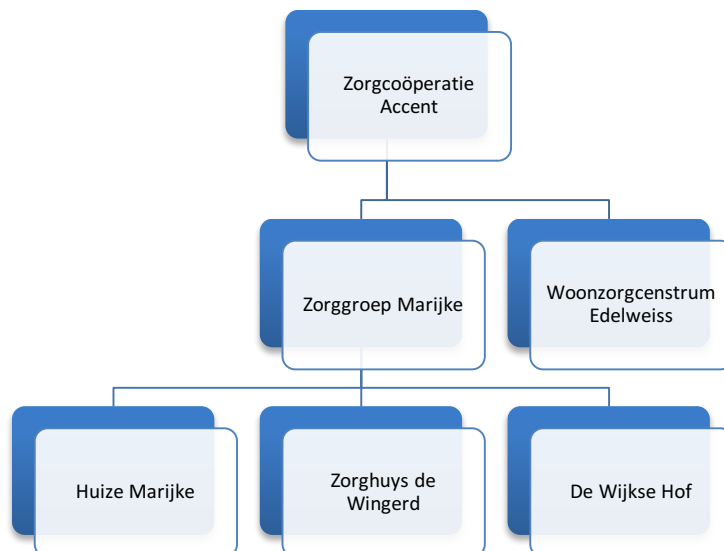 Zorgcoöperatie
Accent
Zorggroep Marijke
Woonzorgcenstrum
Edelweiss
Huize Marijke
Zorghuys de
Wingerd
De Wijkse Hof